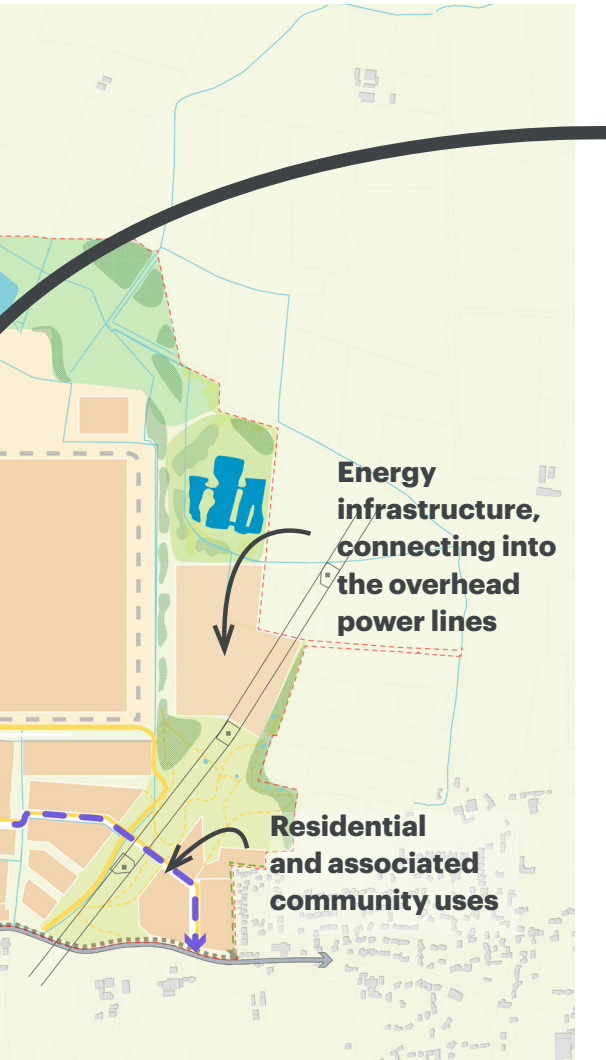 Energy
infrastructure,
connecting into
the overhead
power lines
Residential
and associated
community uses